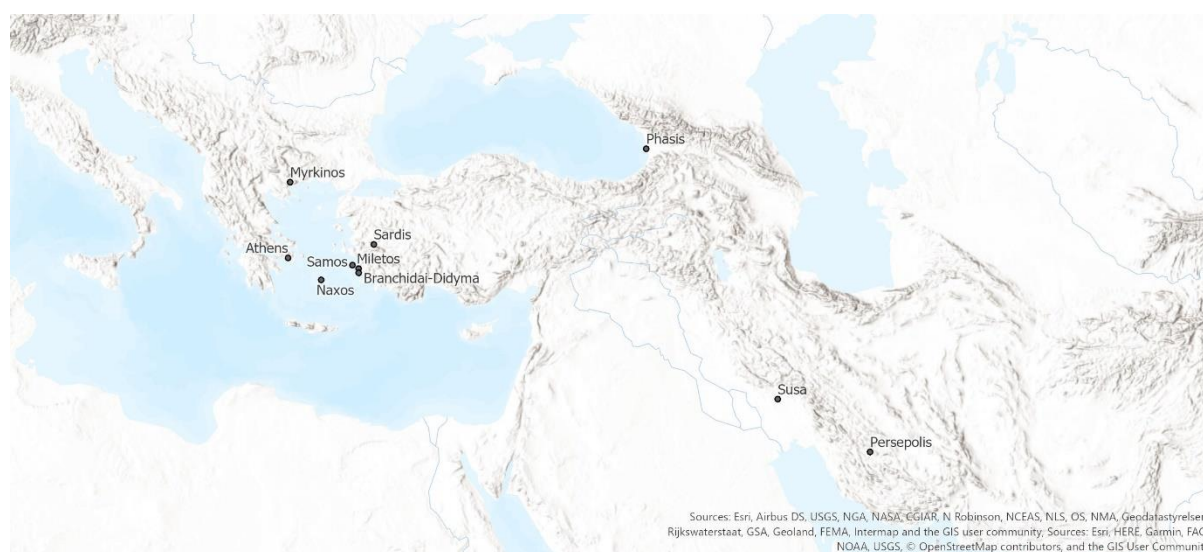 Phasis
Myrkinos
Sardis
Athens
Samos
Miletos
Branchidai-Didyma
Naxos
Susa
Persepolis
Sources: Esri, Airbus DS, USGS, NGA, NASA, CGIAR, N Robinson, NCEAS, NLS, OS, NMA, Geodatastyrelsen
Rijkswaterstaat, GSA, Geoland, FEMA, Intermap and the GIS user community, Sources: Esri, HERE, Garmin, FAO
NOAA, USGS, © OpenStreetMap contributors, and the GIS User Commun